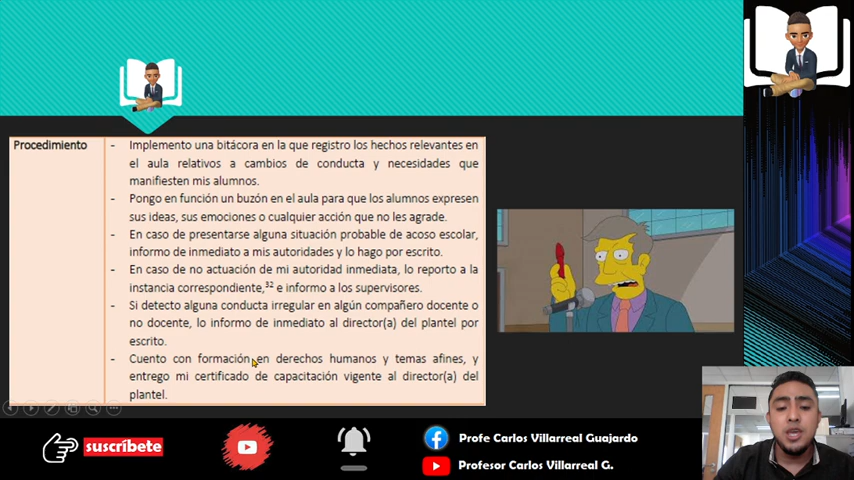 Procedimiento
- Implemento una bitácora en la que registro los hechos relevantes en
el aula relativos a cambios de conducta y necesidades que
manifiesten mis alumnos.
- Pongo en función un buzón en el aula para que los alumnos expresen
sus ideas, sus emociones o cualquier acción que no les agrade.
- En caso de presentarse alguna situación probable de acoso escolar,
informo de inmediato a mis autoridades y lo hago por escrito.
- En caso de no actuación de mi autoridad inmediata, lo reporto a la
instancia correspondiente,³² e informo a los supervisores.
- Si detecto alguna conducta irregular en algún compañero docente o
no docente, lo informo de inmediato al director(a) del plantel por
escrito.
- Cuento con formación en derechos humanos y temas afines, y
entrego mi certificado de capacitación vigente al director(a) del
plantel.
suscríbete
Profe Carlos Villarreal Guajardo
Profesor Carlos Villarreal G.